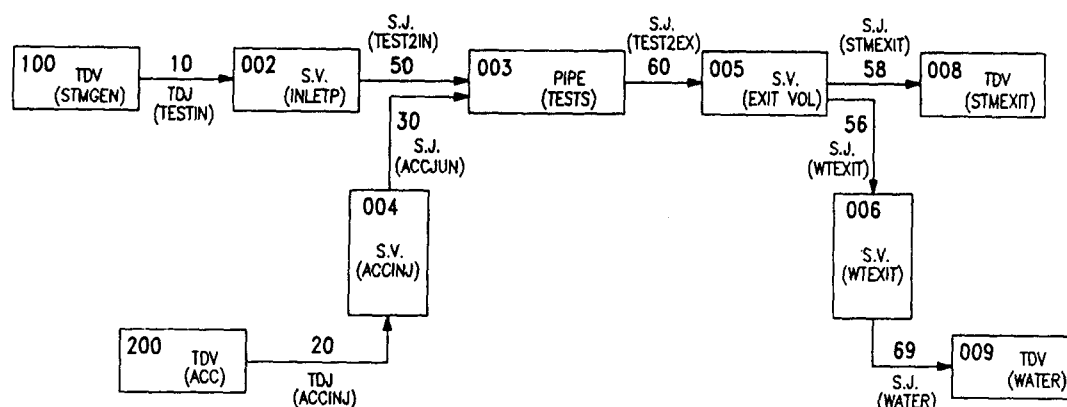 100
TDV
(STMGEN)
10
TDJ
(TESTIN)
002
S.V.
(INLETP)
S.J.
(TEST2IN)
50
30
S.J.
(ACCJUN)
003
PIPE
(TESTS)
S.J.
(TEST2EX)
60
005
S.V.
(EXIT VOL)
S.J.
(STMEXIT)
58
008
TDV
(STMEXIT)
56
S.J.
(WTEXIT)
004
S.V.
(ACCINJ)
006
S.V.
(WTEXIT)
200
TDV
(ACC)
20
TDJ
(ACCINJ)
69
S.J.
(WATER)
009
TDV
(WATER)